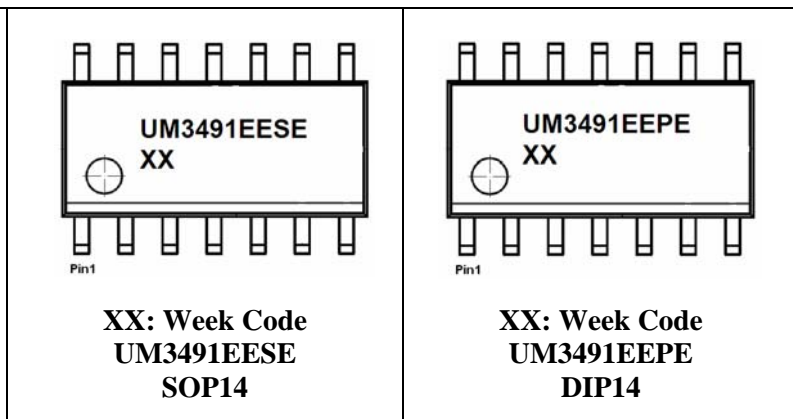 UM3491EESE
XX
Pin1
XX: Week Code
UM3491EESE
SOP14
UM3491EEPE
XX
Pin1
XX: Week Code
UM3491EEPE
DIP14